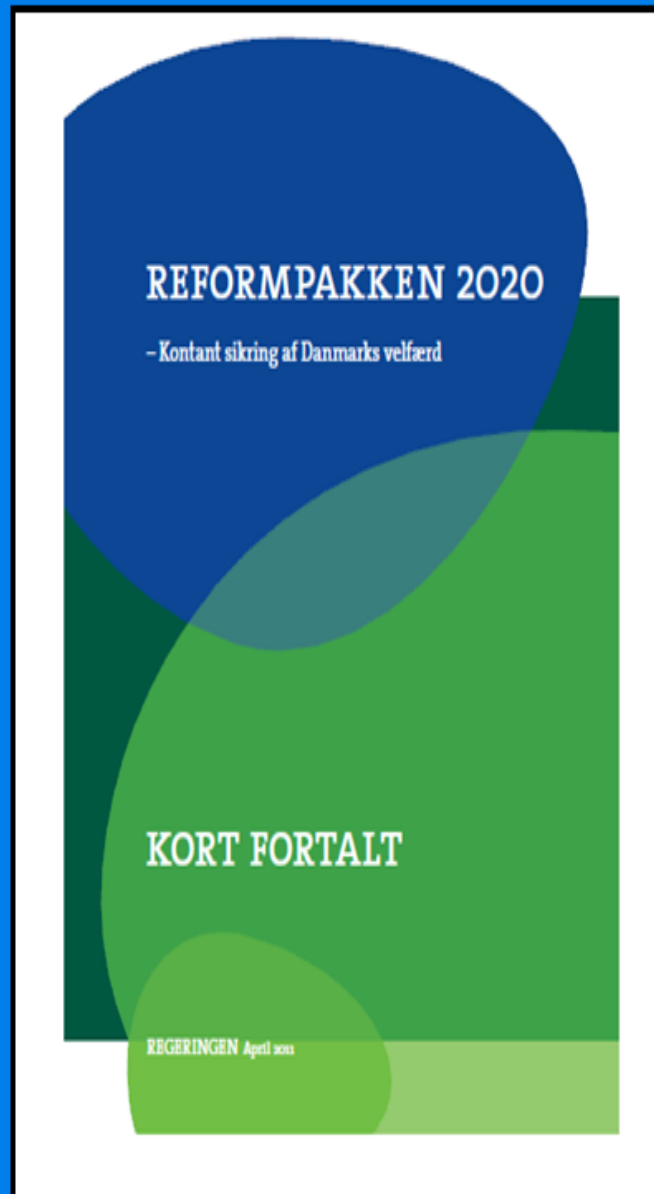 REFORMPAKKEN 2020
– Kontant sikring af Danmarks velfærd
KORT FORTALT
REGERINGEN April 2011